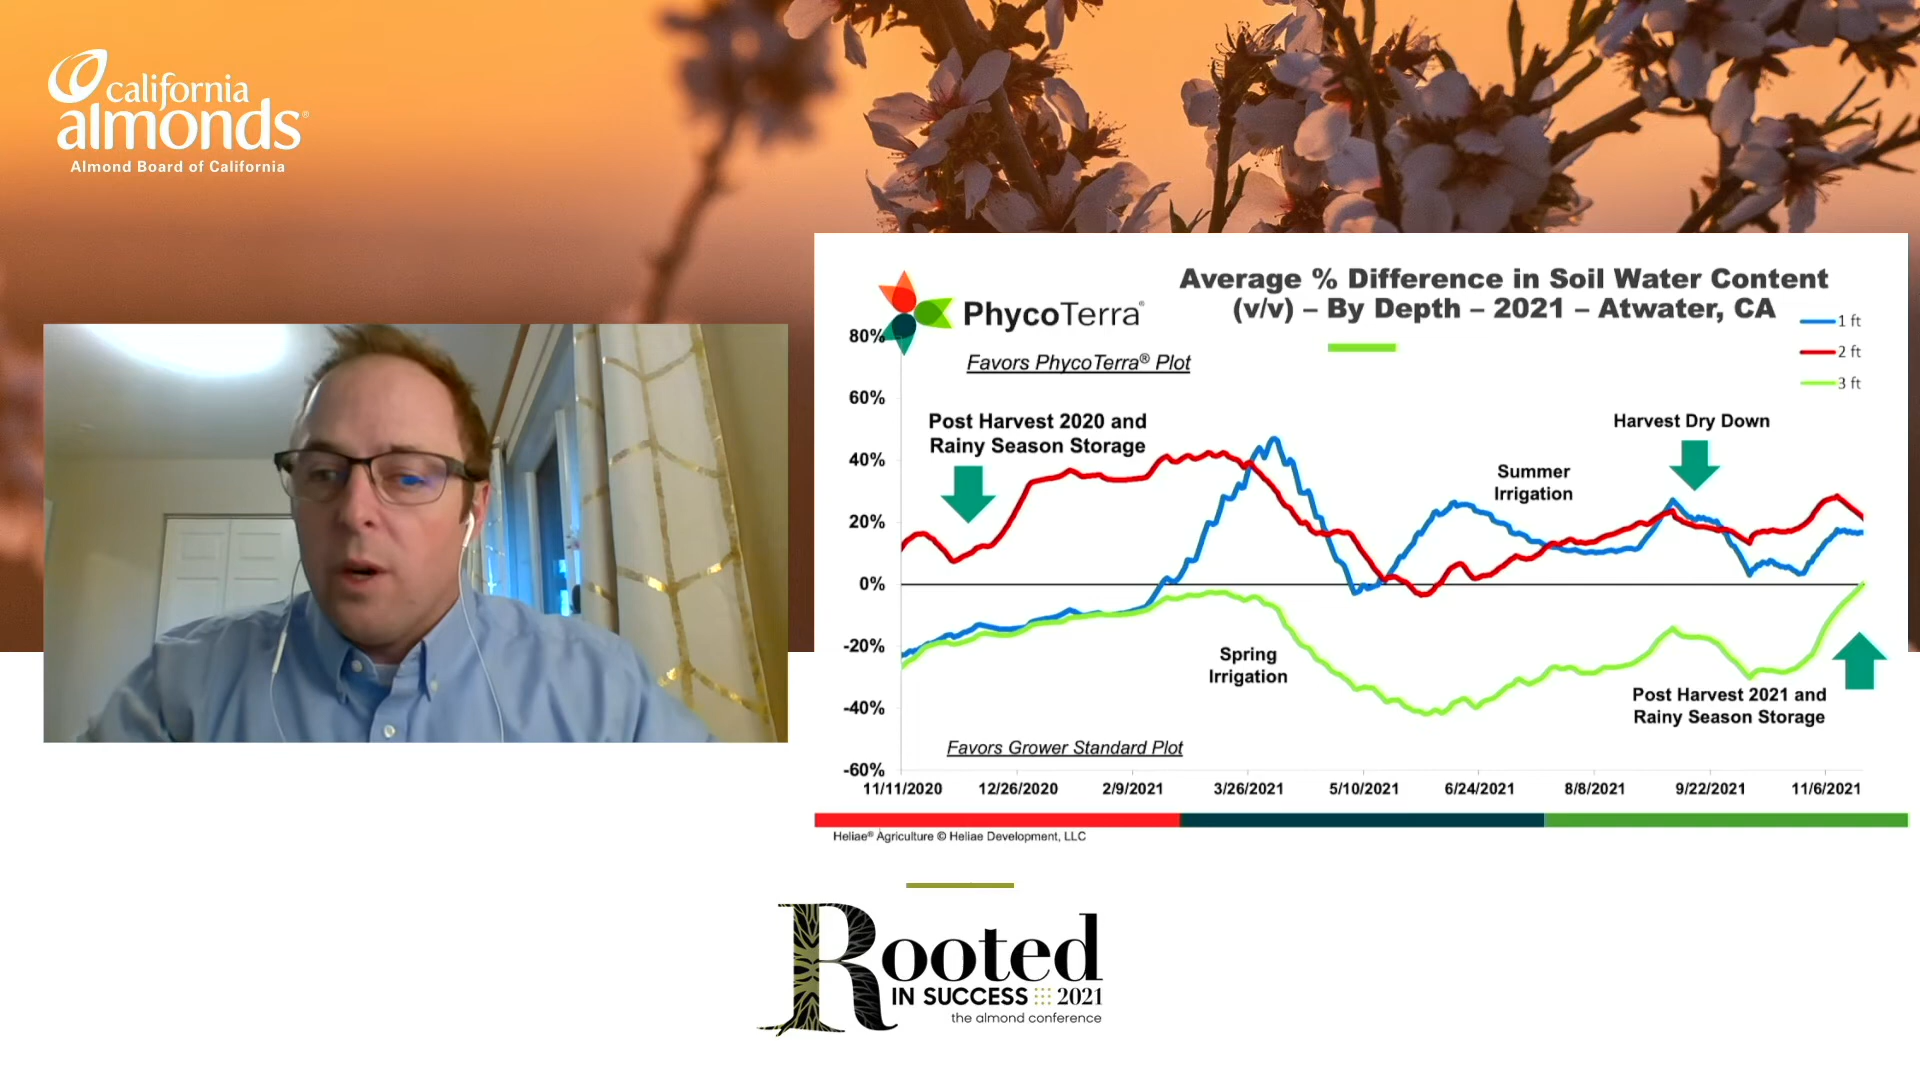 california
almonds®
Almond Board of California
PhycoTerra®
Average % Difference in Soil Water Content
(v/v) – By Depth – 2021 – Atwater, CA
1 ft
2 ft
3 ft
Favors PhycoTerra® Plot
Post Harvest 2020 and
Rainy Season Storage
Harvest Dry Down
Summer
Irrigation
Spring
Irrigation
Post Harvest 2021 and
Rainy Season Storage
Favors Grower Standard Plot
80%
60%
40%
20%
0%
-20%
-40%
-60%
11/11/2020 12/26/2020 2/9/2021 3/26/2021 5/10/2021 6/24/2021 8/8/2021 9/22/2021 11/6/2021
Heliae® Agriculture © Heliae Development, LLC
Rooted
IN SUCCESS 2021
the almond conference